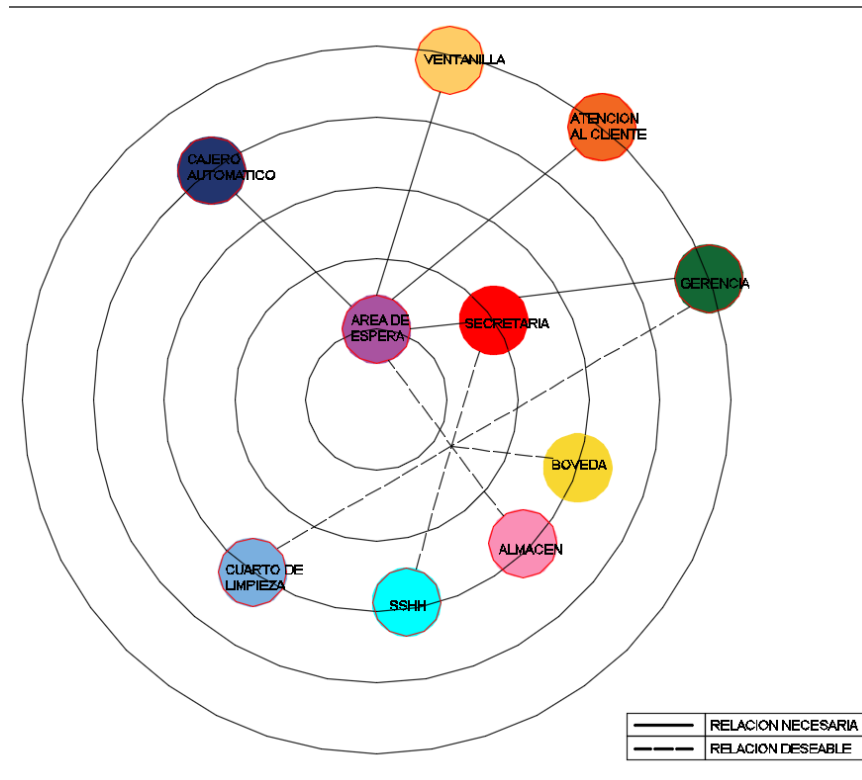 VENTANILLA
ATENCION
AL CLIENTE
CAJERO
AUTOMATICO
GERENCIA
AREA DE
ESPERA
SECRETARIA
BOVEDA
ALMACEN
CUARTO DE
LIMPIEZA
SSHH
RELACION NECESARIA
RELACION DESEABLE